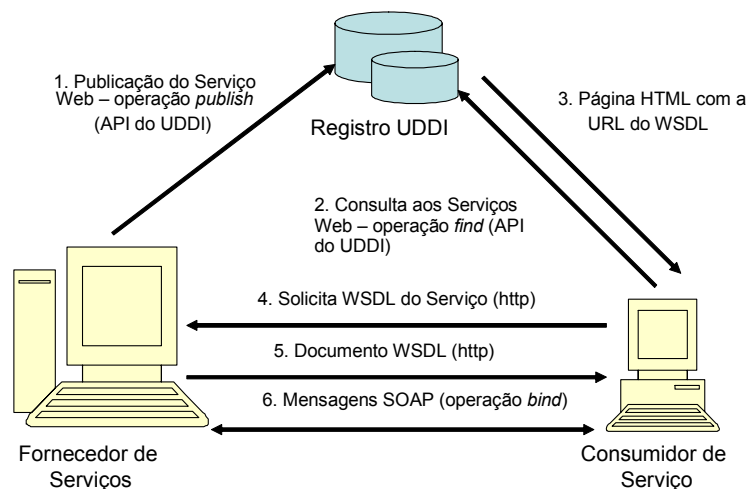 1. Publicação do Serviço
Web – operação publish
(API do UDDI)
Registro UDDI
3. Página HTML com a
URL do WSDL
2. Consulta aos Serviços
Web – operação find (API
do UDDI)
4. Solicita WSDL do Serviço (http)
5. Documento WSDL (http)
6. Mensagens SOAP (operação bind)
Fornecedor de
Serviços
Consumidor de
Serviço